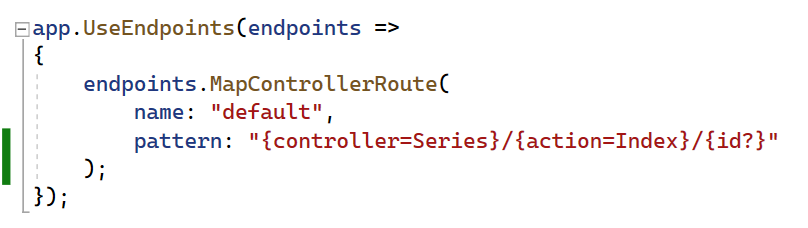 app.UseEndpoints(endpoints =>
{
    endpoints.MapControllerRoute(
        name: "default",
        pattern: "{controller=Series}/{action=Index}/{id?}"
    );
});